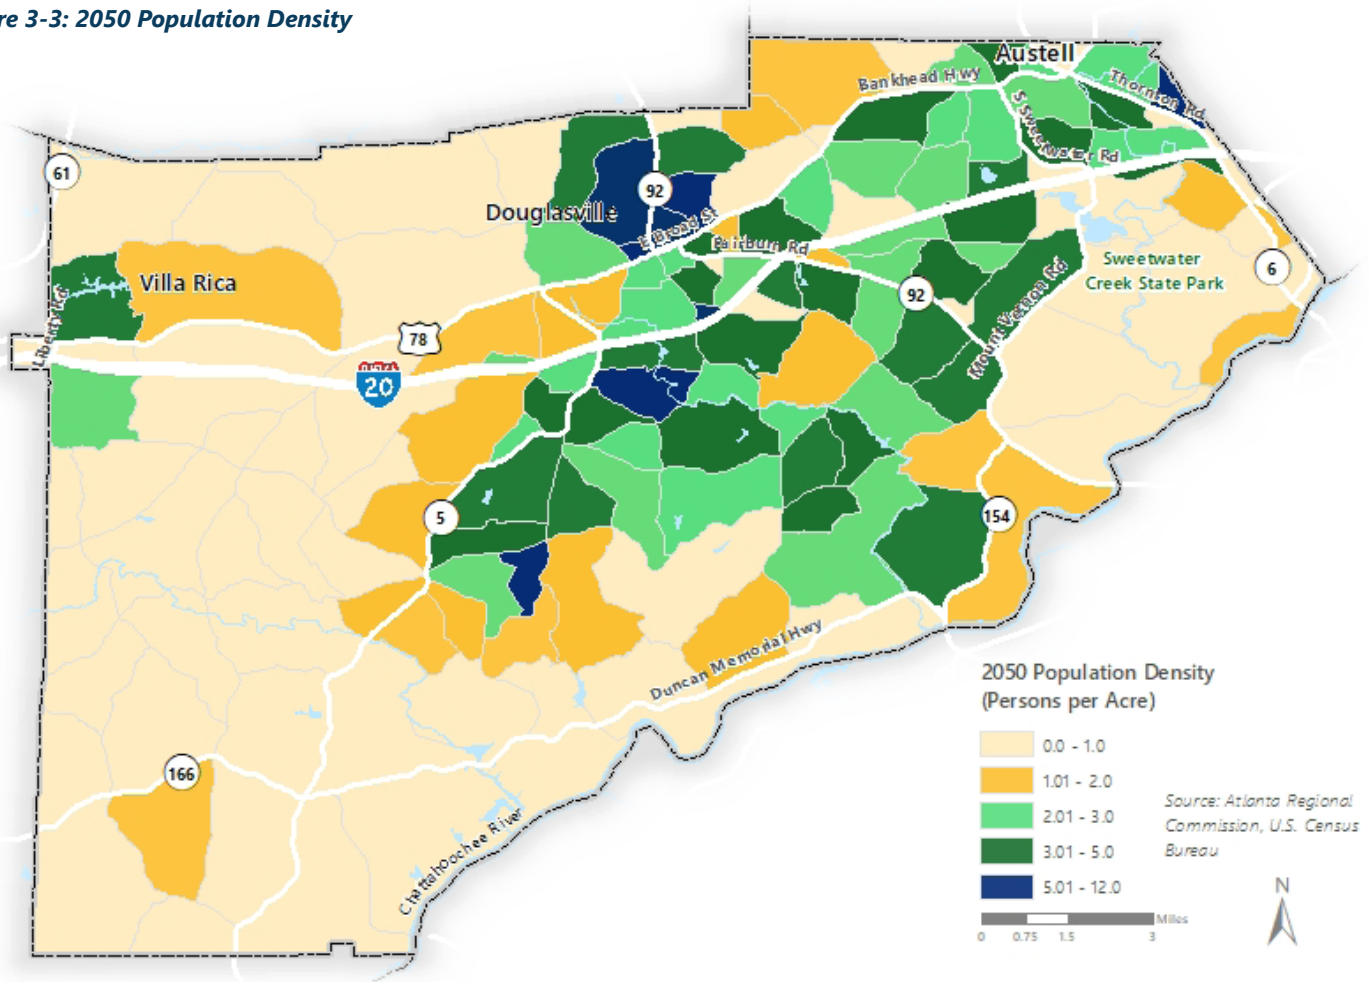 re 3-3: 2050 Population Density
Austell
Bankhead Hwy
Thornton Rd
S Sweetwater Rd
61
92
Douglasville
E Broad St
Fairburn Rd
Sweetwater
Creek State Park
6
Villa Rica
92
Liberty Rd
78
Mount Vernon Rd
20
5
154
Duncan Memorial Hwy
166
Chattahoochee River
2050 Population Density
(Persons per Acre)
0.0 - 1.0
1.01 - 2.0
2.01 - 3.0
3.01 - 5.0
5.01 - 12.0
Source: Atlanta Regional
Commission, U.S. Census
Bureau
N
Miles
0 0.75 1.5 3